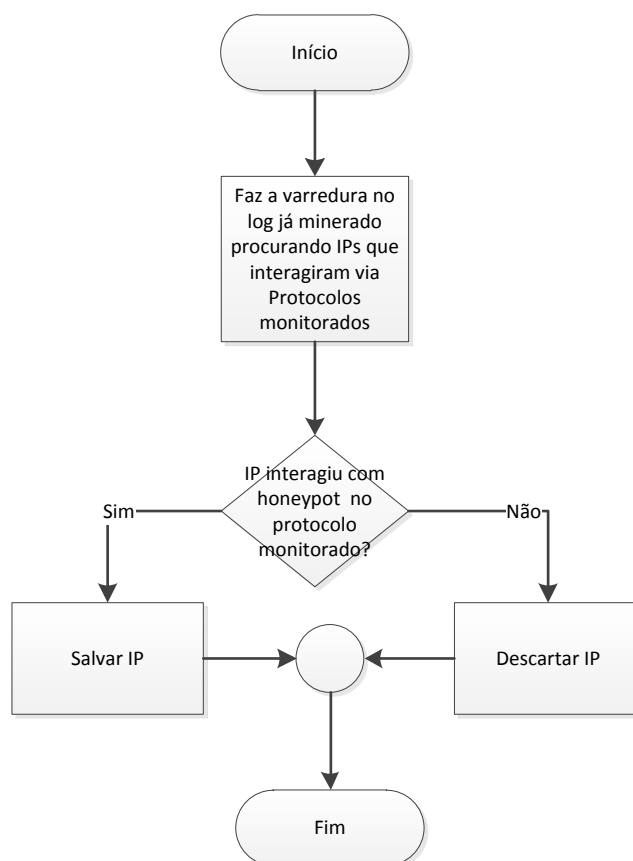 Início
Faz a varredura no
log já minerado
procurando IPs que
interagiram via
Protocolos
monitorados
IP interagiu com
honeypot no
protocolo
monitorado?
Sim
Não
Salvar IP
Descartar IP
Fim